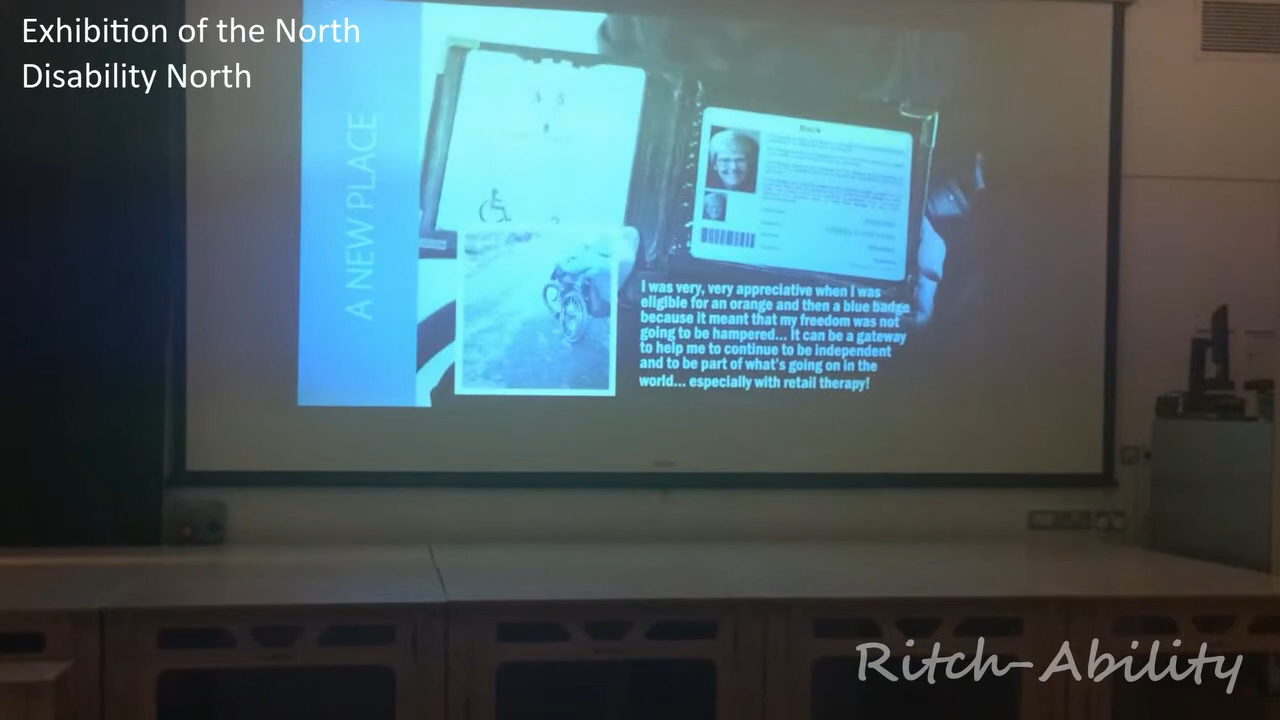 Exhibition of the North
Disability North
A NEW PLACE
I was very, very appreciative when I was
eligible for an orange and then a blue badge
because it meant that my freedom was not
going to be hampered... It can be a gateway
to help me to continue to be independent
and to be part of what's going on in the
world... especially with retail therapy!
Ritch-Ability